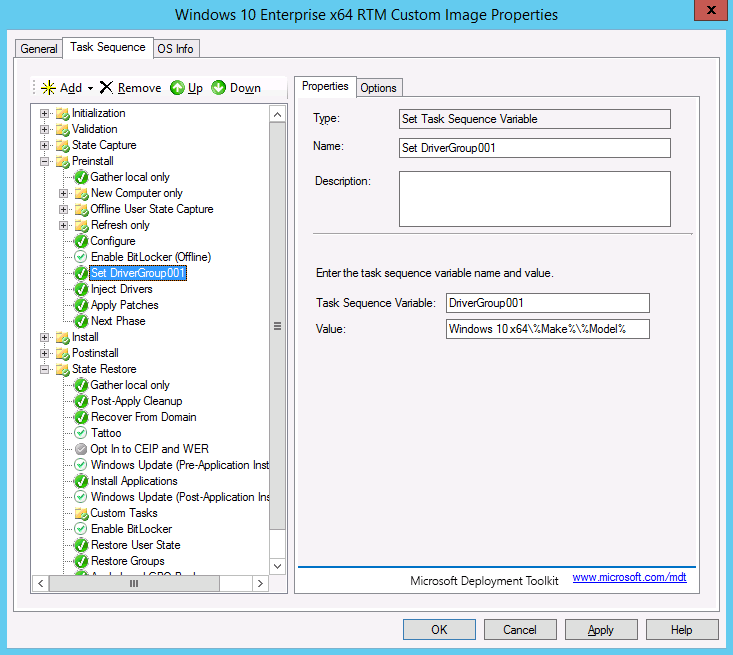 Windows 10 Enterprise x64 RTM Custom Image Properties
x
General
Task Sequence
OS Info
Add
Remove
Up
Down
Initialization
Validation
State Capture
Preinstall
Gather local only
New Computer only
Offline User State Capture
Refresh only
Configure
Enable BitLocker (Offline)
Set DriverGroup001
Inject Drivers
Apply Patches
Next Phase
Install
Postinstall
State Restore
Gather local only
Post-Apply Cleanup
Recover From Domain
Tattoo
Opt In to CEIP and WER
Windows Update (Pre-Application Inst
Install Applications
Windows Update (Post-Application Ins
Custom Tasks
Enable BitLocker
Restore User State
Restore Groups
Properties
Options
Type:
Set Task Sequence Variable
Name:
Set DriverGroup001
Description:
Enter the task sequence variable name and value.
Task Sequence Variable:
DriverGroup001
Value:
Windows 10 x64\%Make%\%Model%
Microsoft Deployment Toolkit
www.microsoft.com/mdt
OK
Cancel
Apply
Help